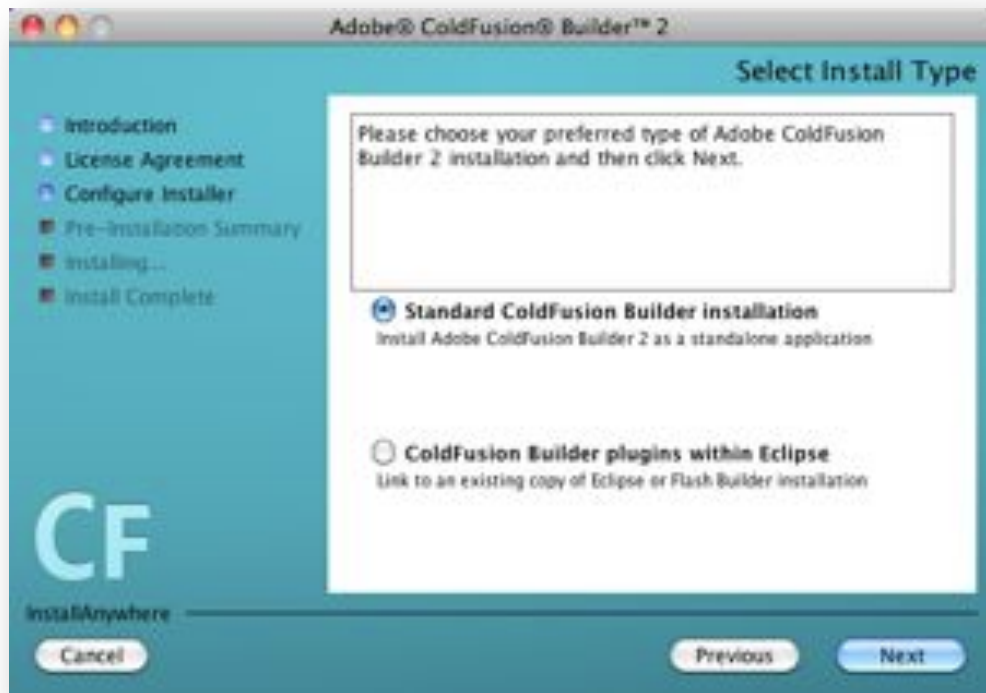 Adobe® ColdFusion® Builder™ 2
Select Install Type
Introduction
License Agreement
Configure Installer
Pre-Installation Summary
Installing...
Install Complete
Please choose your preferred type of Adobe ColdFusion
Builder 2 installation and then click Next.
Standard ColdFusion Builder installation
Install Adobe ColdFusion Builder 2 as a standalone application
ColdFusion Builder plugins within Eclipse
Link to an existing copy of Eclipse or Flash Builder installation
CF
InstallAnywhere
Cancel
Previous
Next